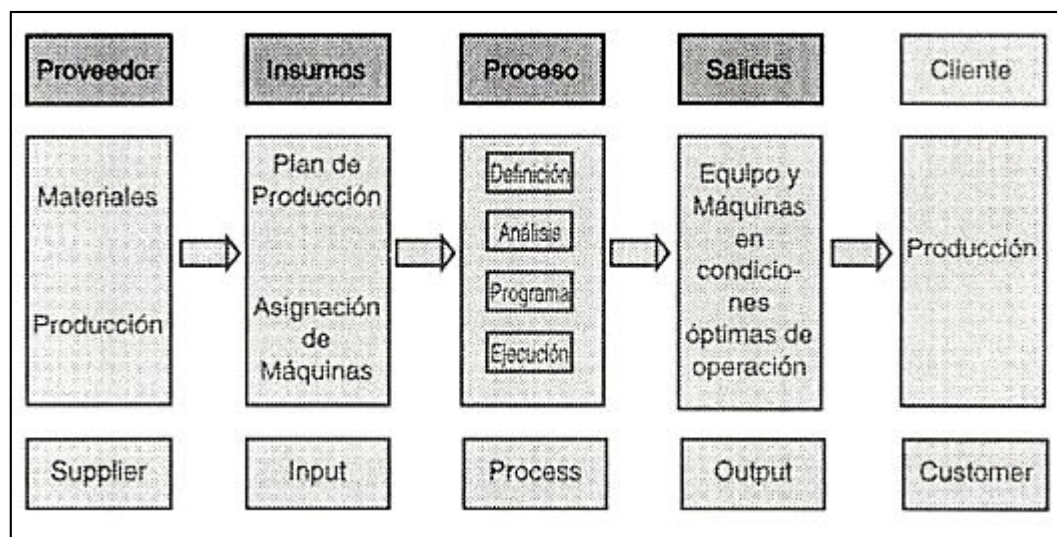 Proveedor
Insumos
Proceso
Salidas
Cliente
Materiales
Producción
Plan de
Producción
Asignación
de
Máquinas
Definición
Análisis
Programa
Ejecución
Equipo y
Máquinas
en
condicio-
nes
óptimas de
operación
Producción
Supplier
Input
Process
Output
Customer